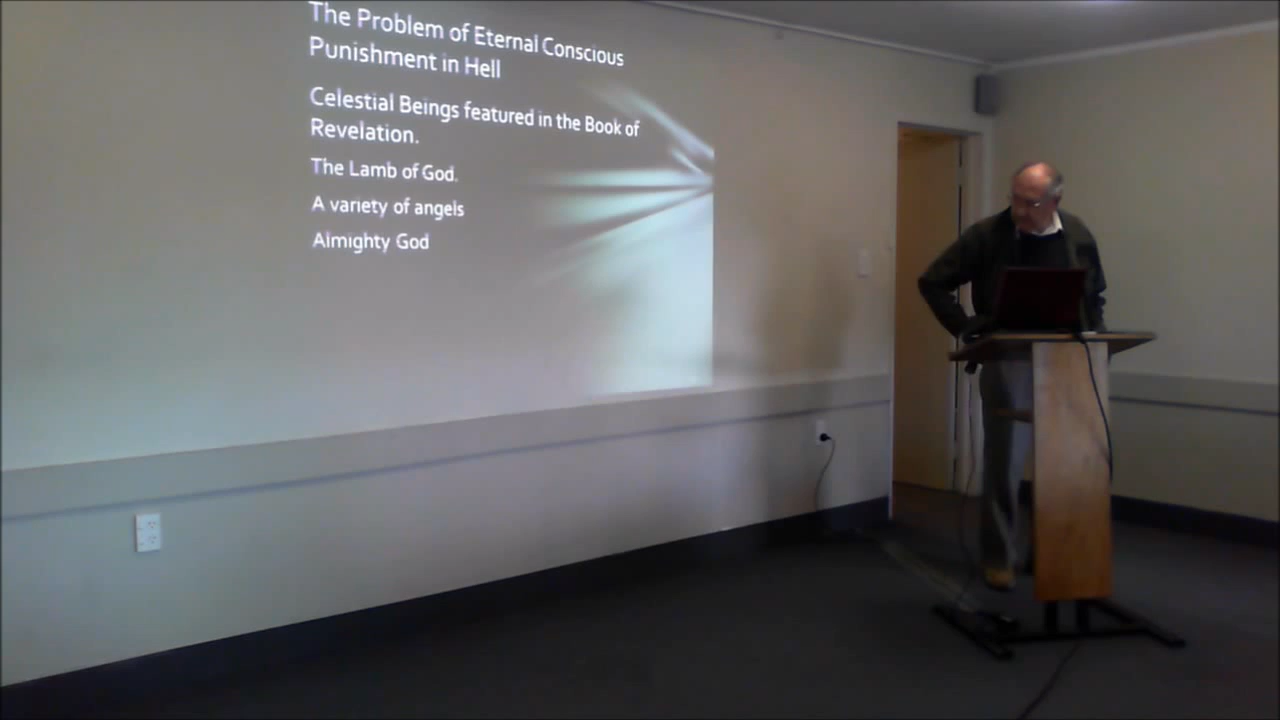 The Problem of Eternal Conscious
Punishment in Hell
Celestial Beings featured in the Book of
Revelation.
The Lamb of God.
A variety of angels
Almighty God